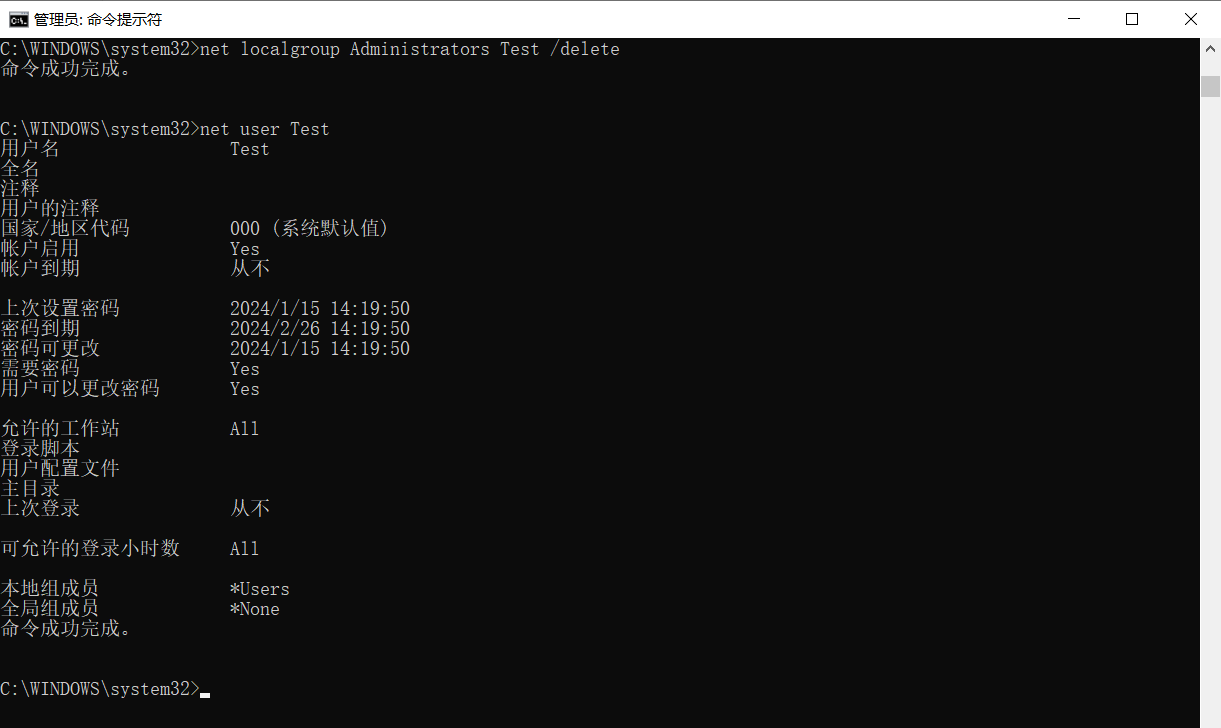 管理员: 命令提示符
C:\WINDOWS\system32>net localgroup Administrators Test /delete
命令成功完成。
C:\WINDOWS\system32>net user Test
用户名                 Test
全名
注释
用户的注释
国家/地区代码          000 (系统默认值)
帐户启用               Yes
帐户到期               从不
上次设置密码           2024/1/15 14:19:50
密码到期               2024/2/26 14:19:50
密码可更改             2024/1/15 14:19:50
需要密码               Yes
用户可以更改密码       Yes
允许的工作站           All
登录脚本
用户配置文件
主目录
上次登录               从不
可允许的登录小时数     All
本地组成员             *Users
全局组成员             *None
命令成功完成。
C:\WINDOWS\system32>